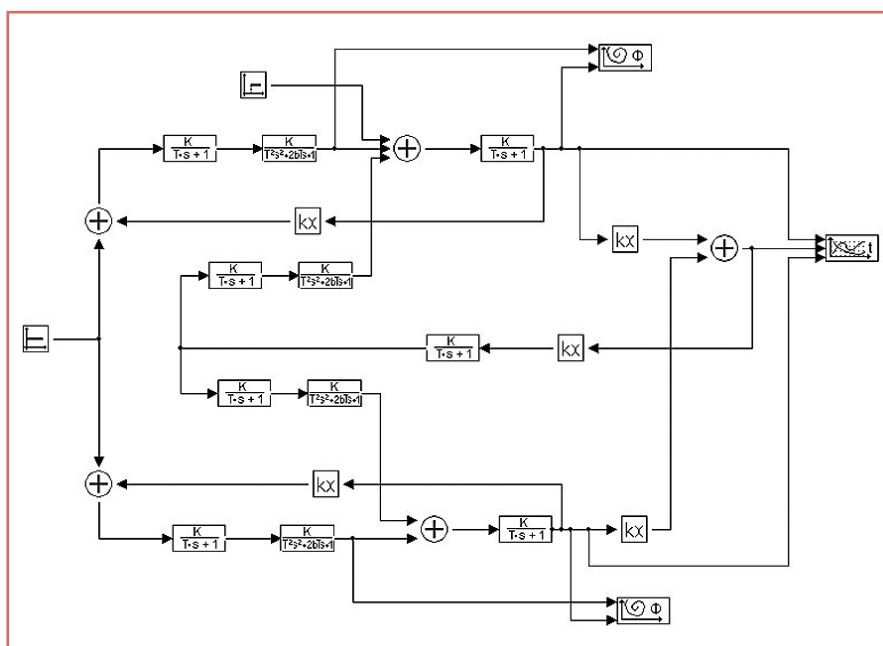 Φ
K
T•s + 1
K
T²s²+2bTs+1
K
T•s + 1
kx
kx
t
K
T•s + 1
K
T²s²+2bTs+1
K
T•s + 1
kx
K
T•s + 1
K
T²s²+2bTs+1
kx
K
T•s + 1
kx
K
T•s + 1
K
T²s²+2bTs+1
Φ